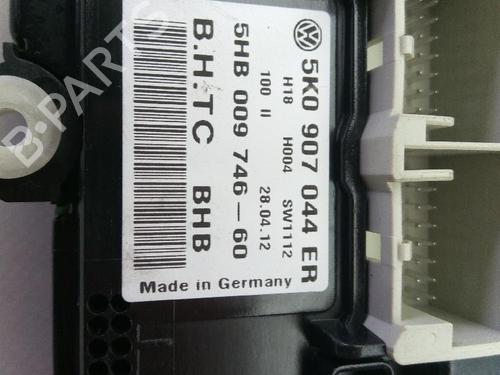 5K0 907 044 ER
H18 H004 SW1112
100 II 28.04.12
5HB 009 746-60
B.H.TC BHB
Made in Germany
B-PARTS